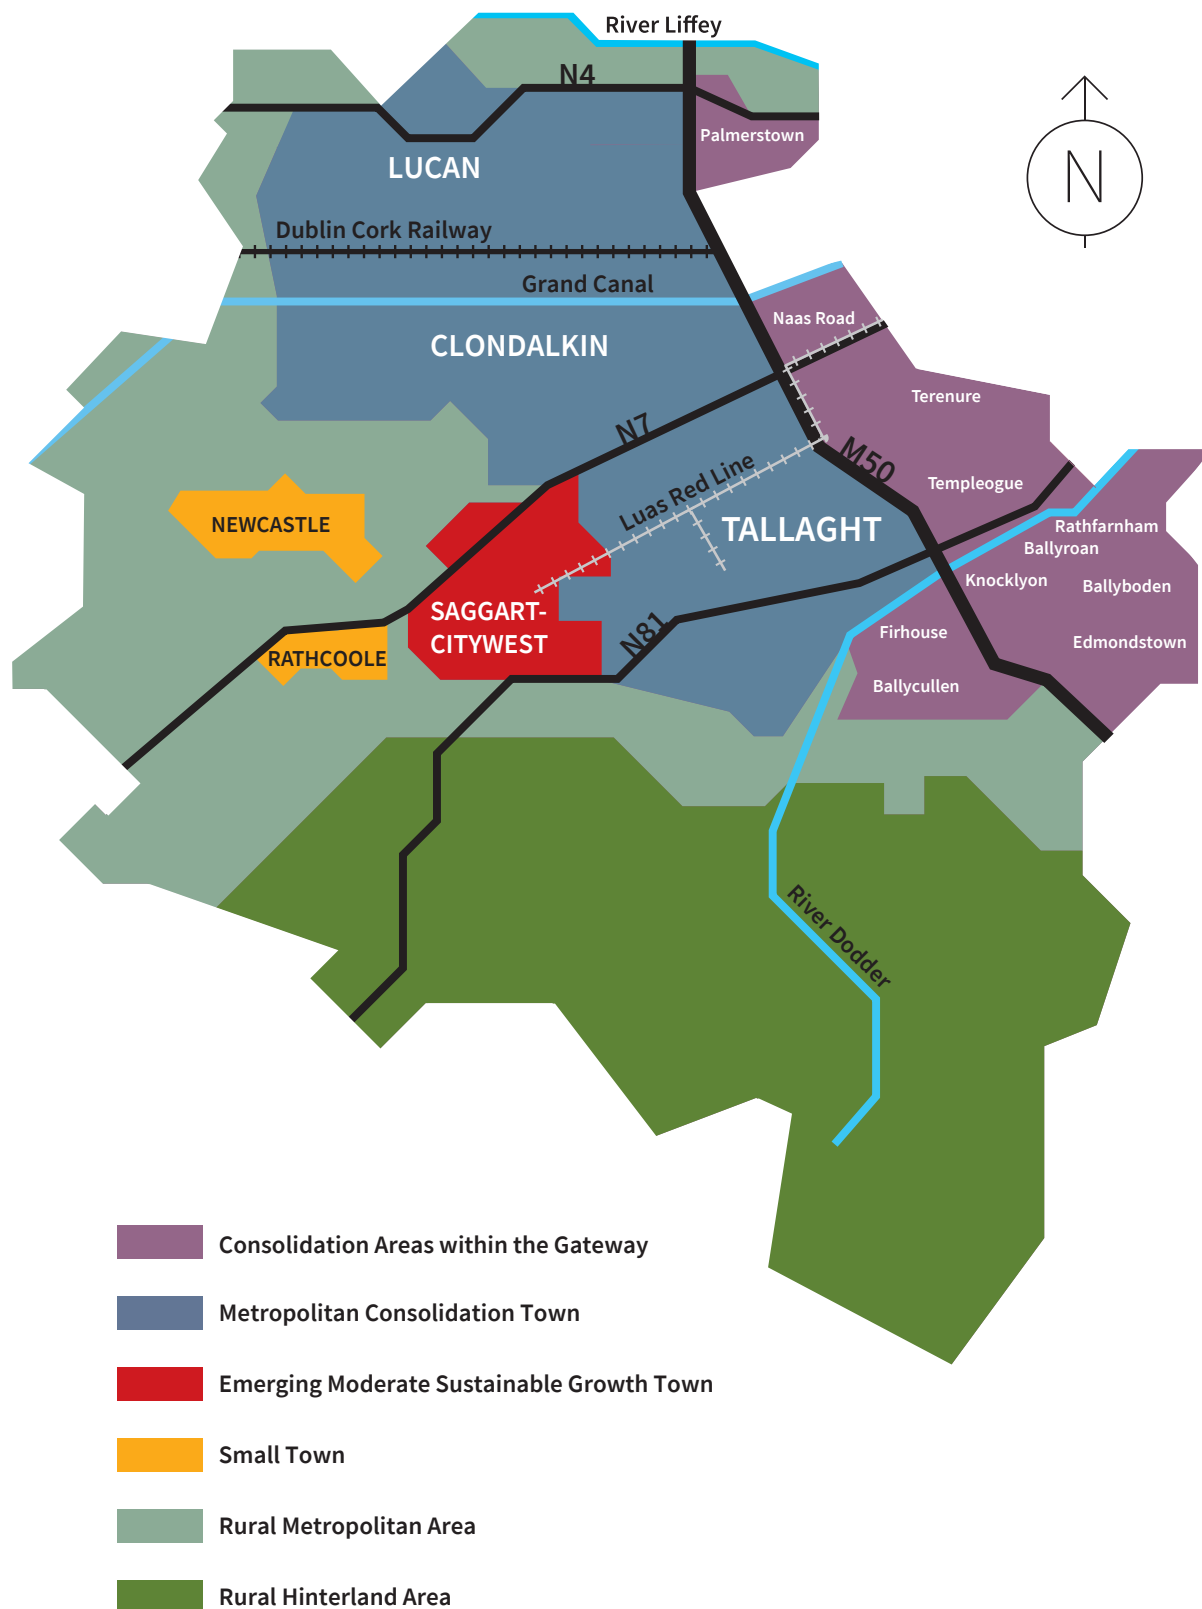 River Liffey
N4
Palmerstown
N
LUCAN
Dublin Cork Railway
Grand Canal
Naas Road
CLONDALKIN
Terenure
N7
M50
Luas Red Line
Templeogue
NEWCASTLE
TALLAGHT
Rathfarnham
Ballyroan
Knocklyon
Ballyboden
SAGGART-
CITYWEST
N81
Firhouse
Edmondstown
RATHCOOLE
Ballycullen
River Dodder
Consolidation Areas within the Gateway
Metropolitan Consolidation Town
Emerging Moderate Sustainable Growth Town
Small Town
Rural Metropolitan Area
Rural Hinterland Area